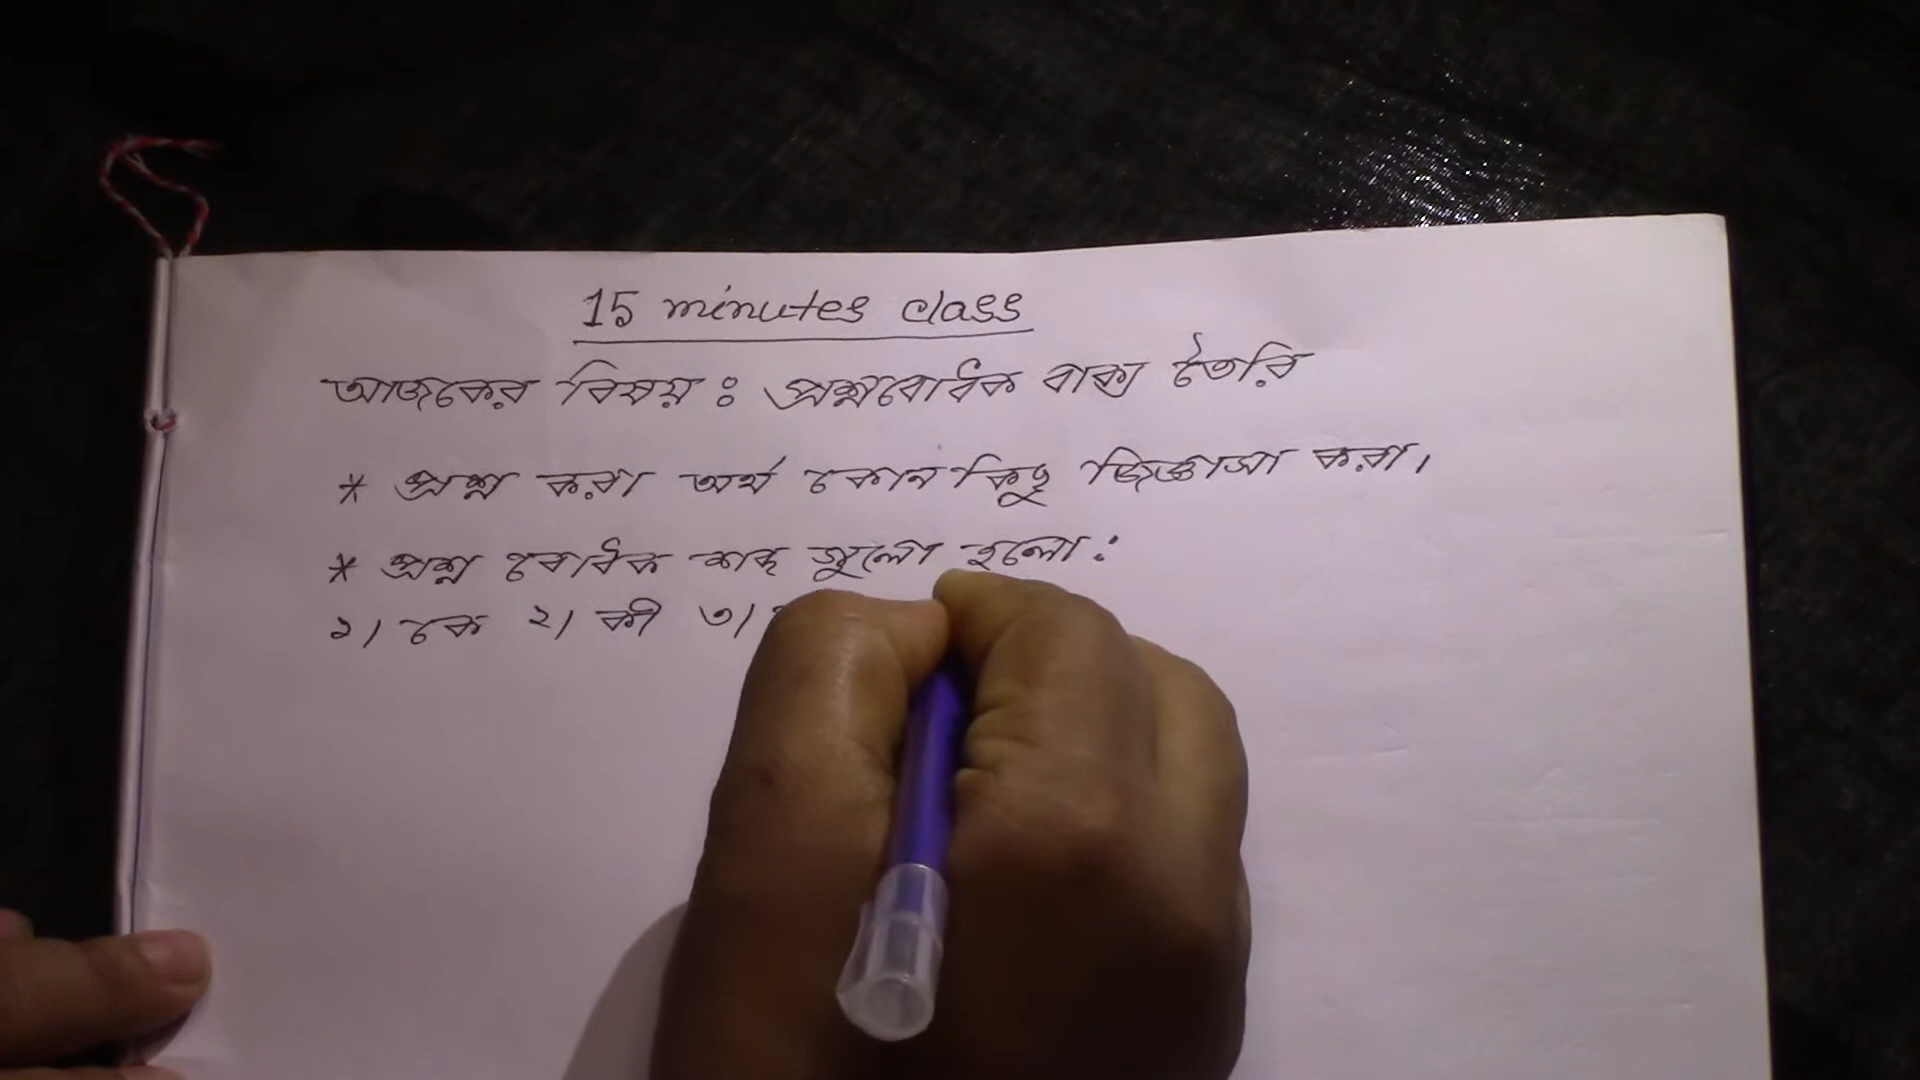 15 minutes class
আজকের বিষয় : প্রশ্নবোধক বাক্য তৈরি
* প্রশ্ন করা অর্থ কোন কিছু জিজ্ঞাসা করা।
* প্রশ্ন বোধক শব্দ গুলো হলো :
১) কে ২) কী ৩)